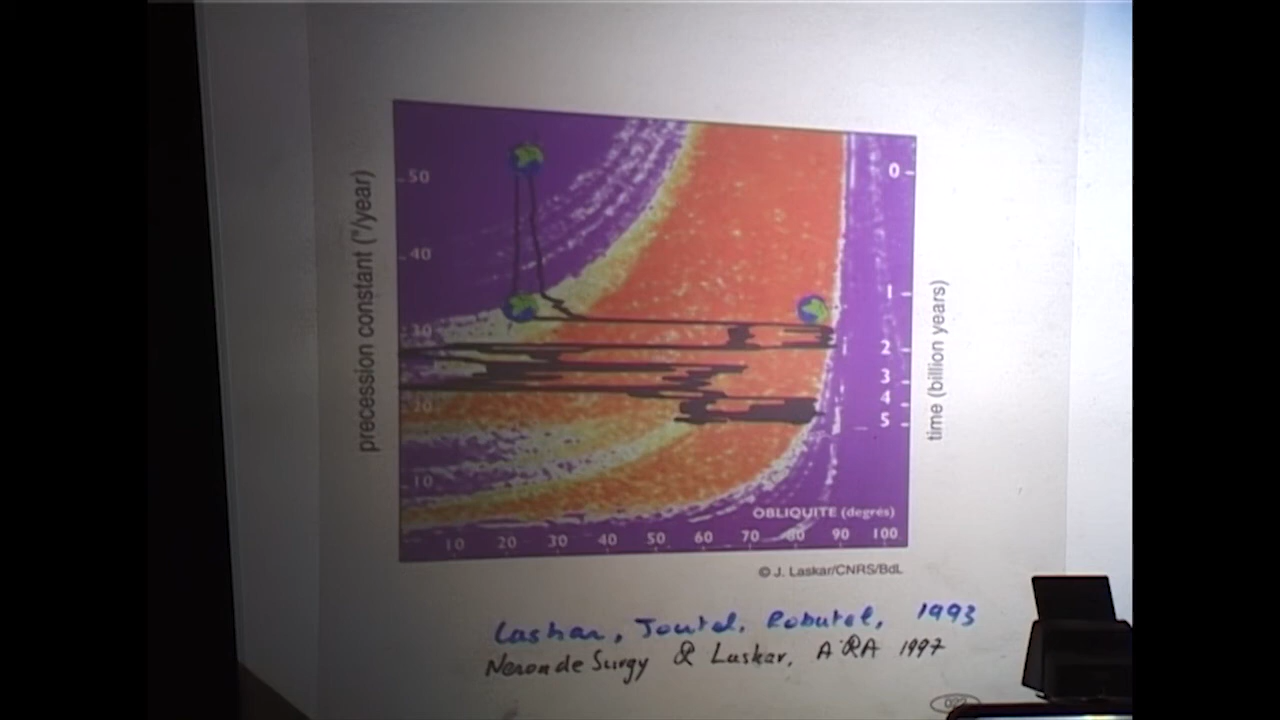 precession constant ("/year)
50
40
30
20
10
0
1
2
3
4
5
time (billion years)
OBLIQUITE (degrés)
10 20 30 40 50 60 70 80 90 100
© J. Laskar/CNRS/BdL
Laskar, Joutel, Robutel, 1993
Neron de Surgy & Laskar, A&A 1997